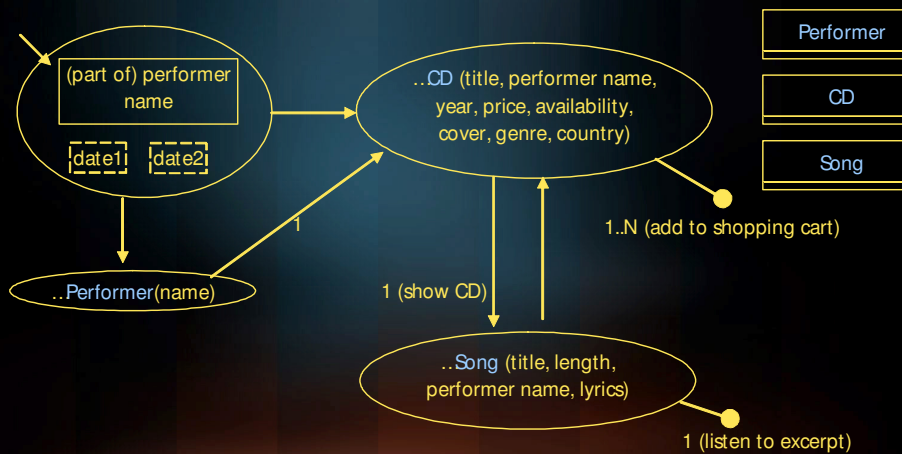 (part of) performer
name
date1 date2
…Performer(name)
1
…CD (title, performer name,
year, price, availability,
cover, genre, country)
1..N (add to shopping cart)
1 (show CD)
…Song (title, length,
performer name, lyrics)
1 (listen to excerpt)
Performer
CD
Song